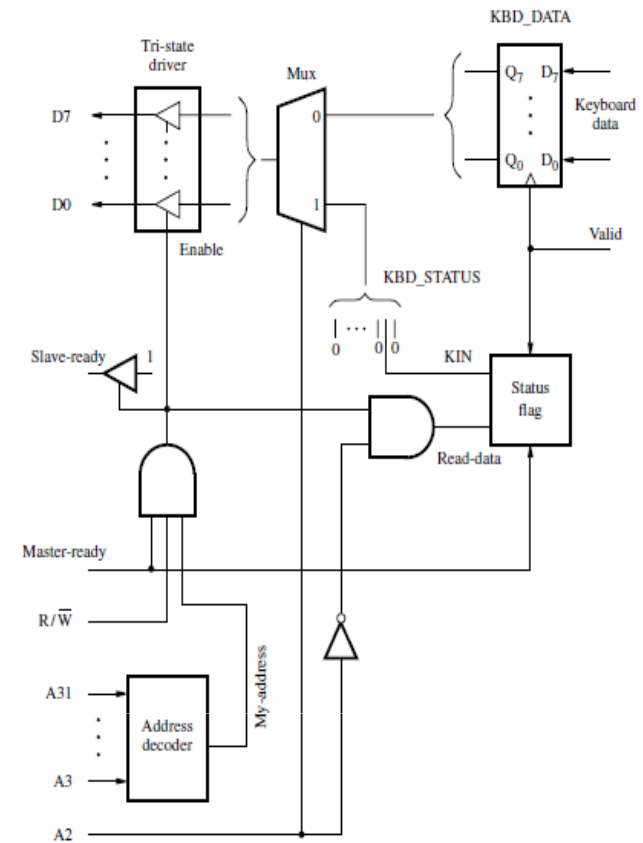 KBD_DATA
Tri-state
driver
Mux
Q7 D7
D7
0
Keyboard
data
Q0 D0
D0
1
Enable
Valid
KBD_STATUS
0 0 0
Slave-ready
1
KIN
Status
flag
Read-data
Master-ready
R/W̅
My-address
A31
Address
decoder
A3
A2